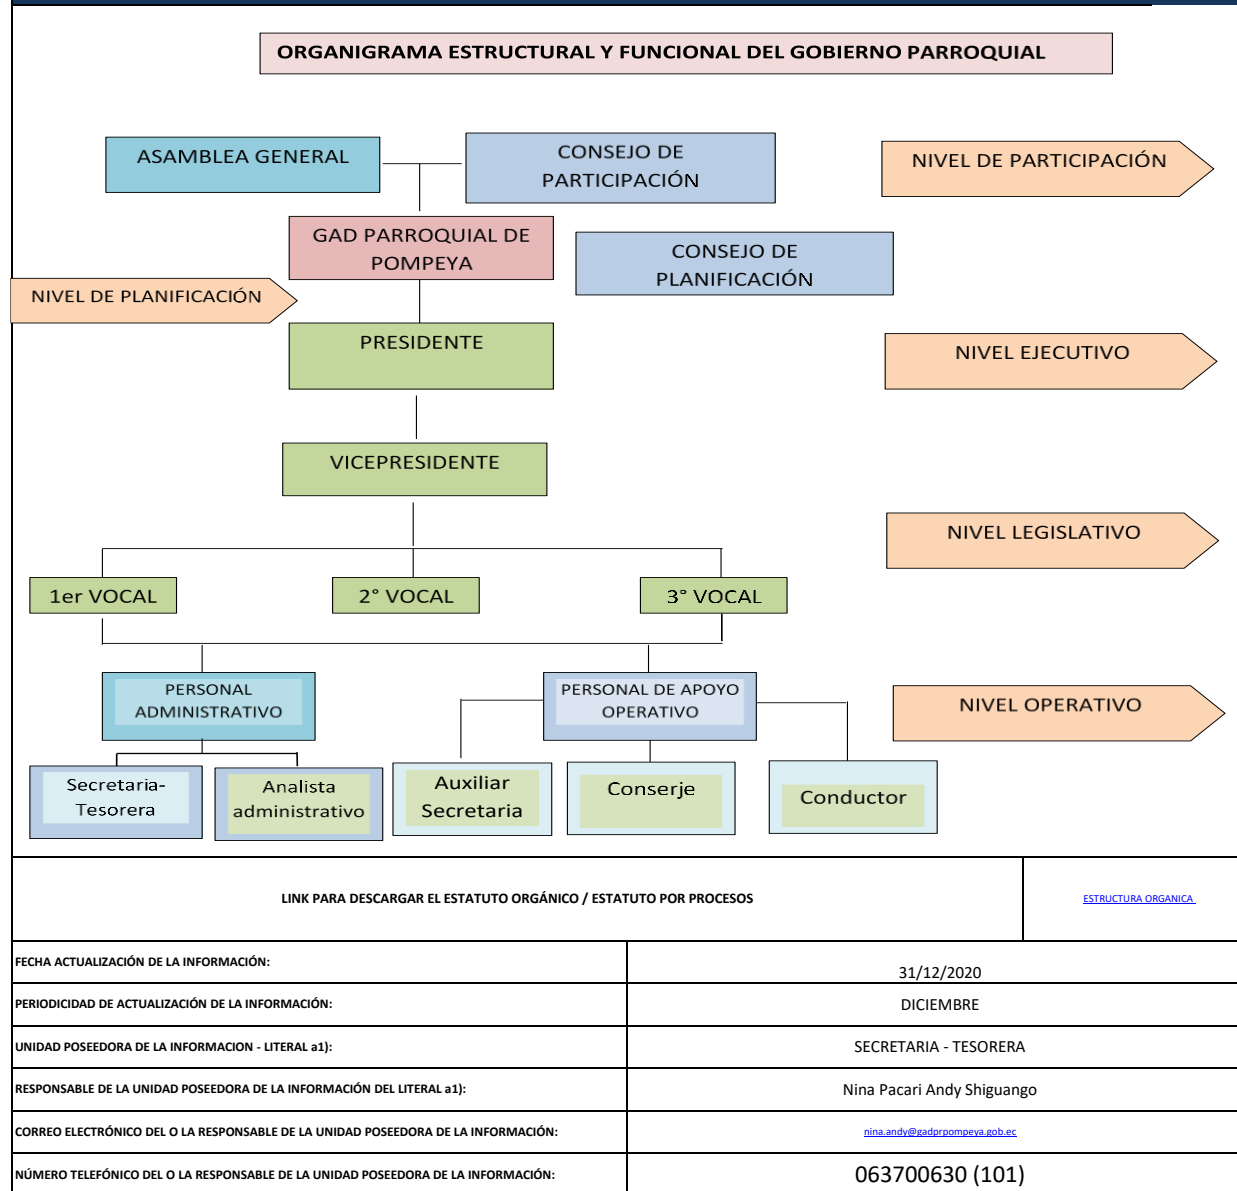 ORGANIGRAMA ESTRUCTURAL Y FUNCIONAL DEL GOBIERNO PARROQUIAL
ASAMBLEA GENERAL
CONSEJO DE
PARTICIPACIÓN
NIVEL DE PARTICIPACIÓN
GAD PARROQUIAL DE
POMPEYA
CONSEJO DE
PLANIFICACIÓN
NIVEL DE PLANIFICACIÓN
PRESIDENTE
NIVEL EJECUTIVO
VICEPRESIDENTE
NIVEL LEGISLATIVO
1er VOCAL
2° VOCAL
3° VOCAL
PERSONAL
ADMINISTRATIVO
PERSONAL DE APOYO
OPERATIVO
NIVEL OPERATIVO
Secretaria-
Tesorera
Analista
administrativo
Auxiliar
Secretaria
Conserje
Conductor
LINK PARA DESCARGAR EL ESTATUTO ORGÁNICO / ESTATUTO POR PROCESOS
ESTRUCTURA ORGANICA
FECHA ACTUALIZACIÓN DE LA INFORMACIÓN:
31/12/2020
PERIODICIDAD DE ACTUALIZACIÓN DE LA INFORMACIÓN:
DICIEMBRE
UNIDAD POSEEDORA DE LA INFORMACION - LITERAL a1):
SECRETARIA - TESORERA
RESPONSABLE DE LA UNIDAD POSEEDORA DE LA INFORMACIÓN DEL LITERAL a1):
Nina Pacari Andy Shiguango
CORREO ELECTRÓNICO DEL O LA RESPONSABLE DE LA UNIDAD POSEEDORA DE LA INFORMACIÓN:
nina.andy@gadprpompeya.gob.ec
NÚMERO TELEFÓNICO DEL O LA RESPONSABLE DE LA UNIDAD POSEEDORA DE LA INFORMACIÓN:
063700630 (101)